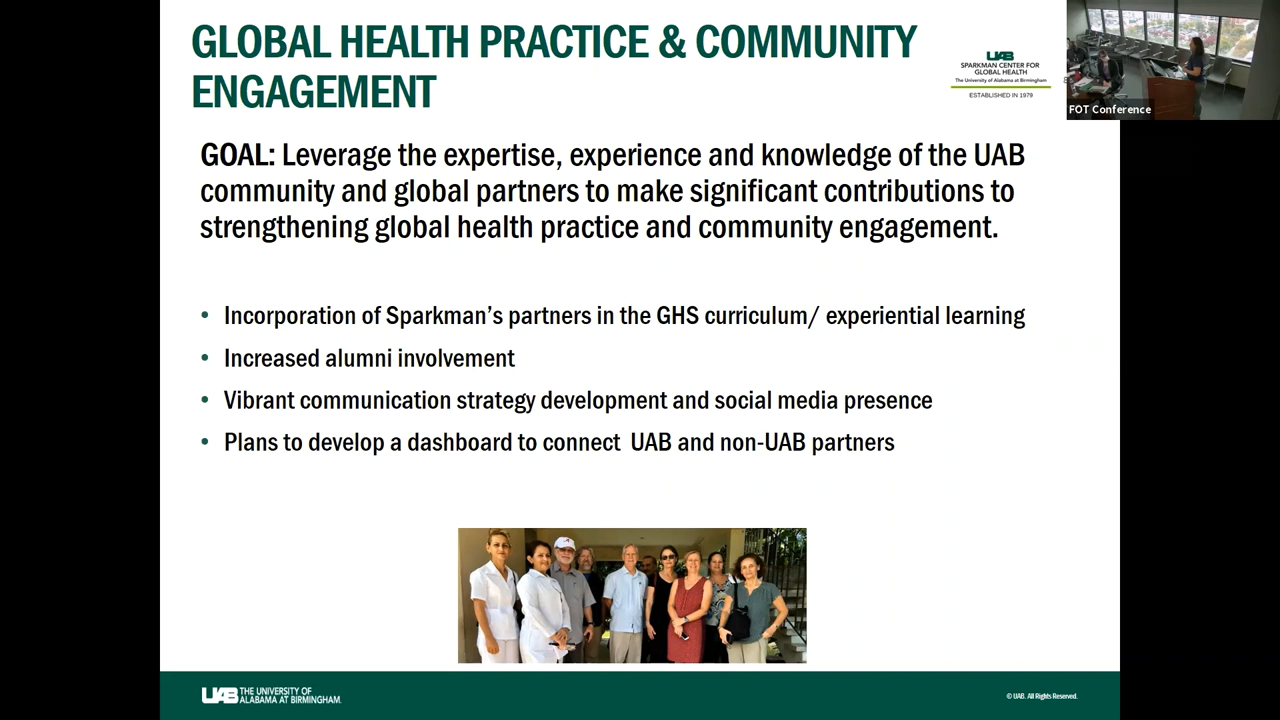 GLOBAL HEALTH PRACTICE & COMMUNITY
ENGAGEMENT
UAB
SPARKMAN CENTER FOR
GLOBAL HEALTH
The University of Alabama at Birmingham
ESTABLISHED IN 1979
FOT Conference
GOAL: Leverage the expertise, experience and knowledge of the UAB
community and global partners to make significant contributions to
strengthening global health practice and community engagement.
• Incorporation of Sparkman’s partners in the GHS curriculum/ experiential learning
• Increased alumni involvement
• Vibrant communication strategy development and social media presence
• Plans to develop a dashboard to connect  UAB and non-UAB partners
UAB THE UNIVERSITY OF
ALABAMA AT BIRMINGHAM.
© UAB. All Rights Reserved.